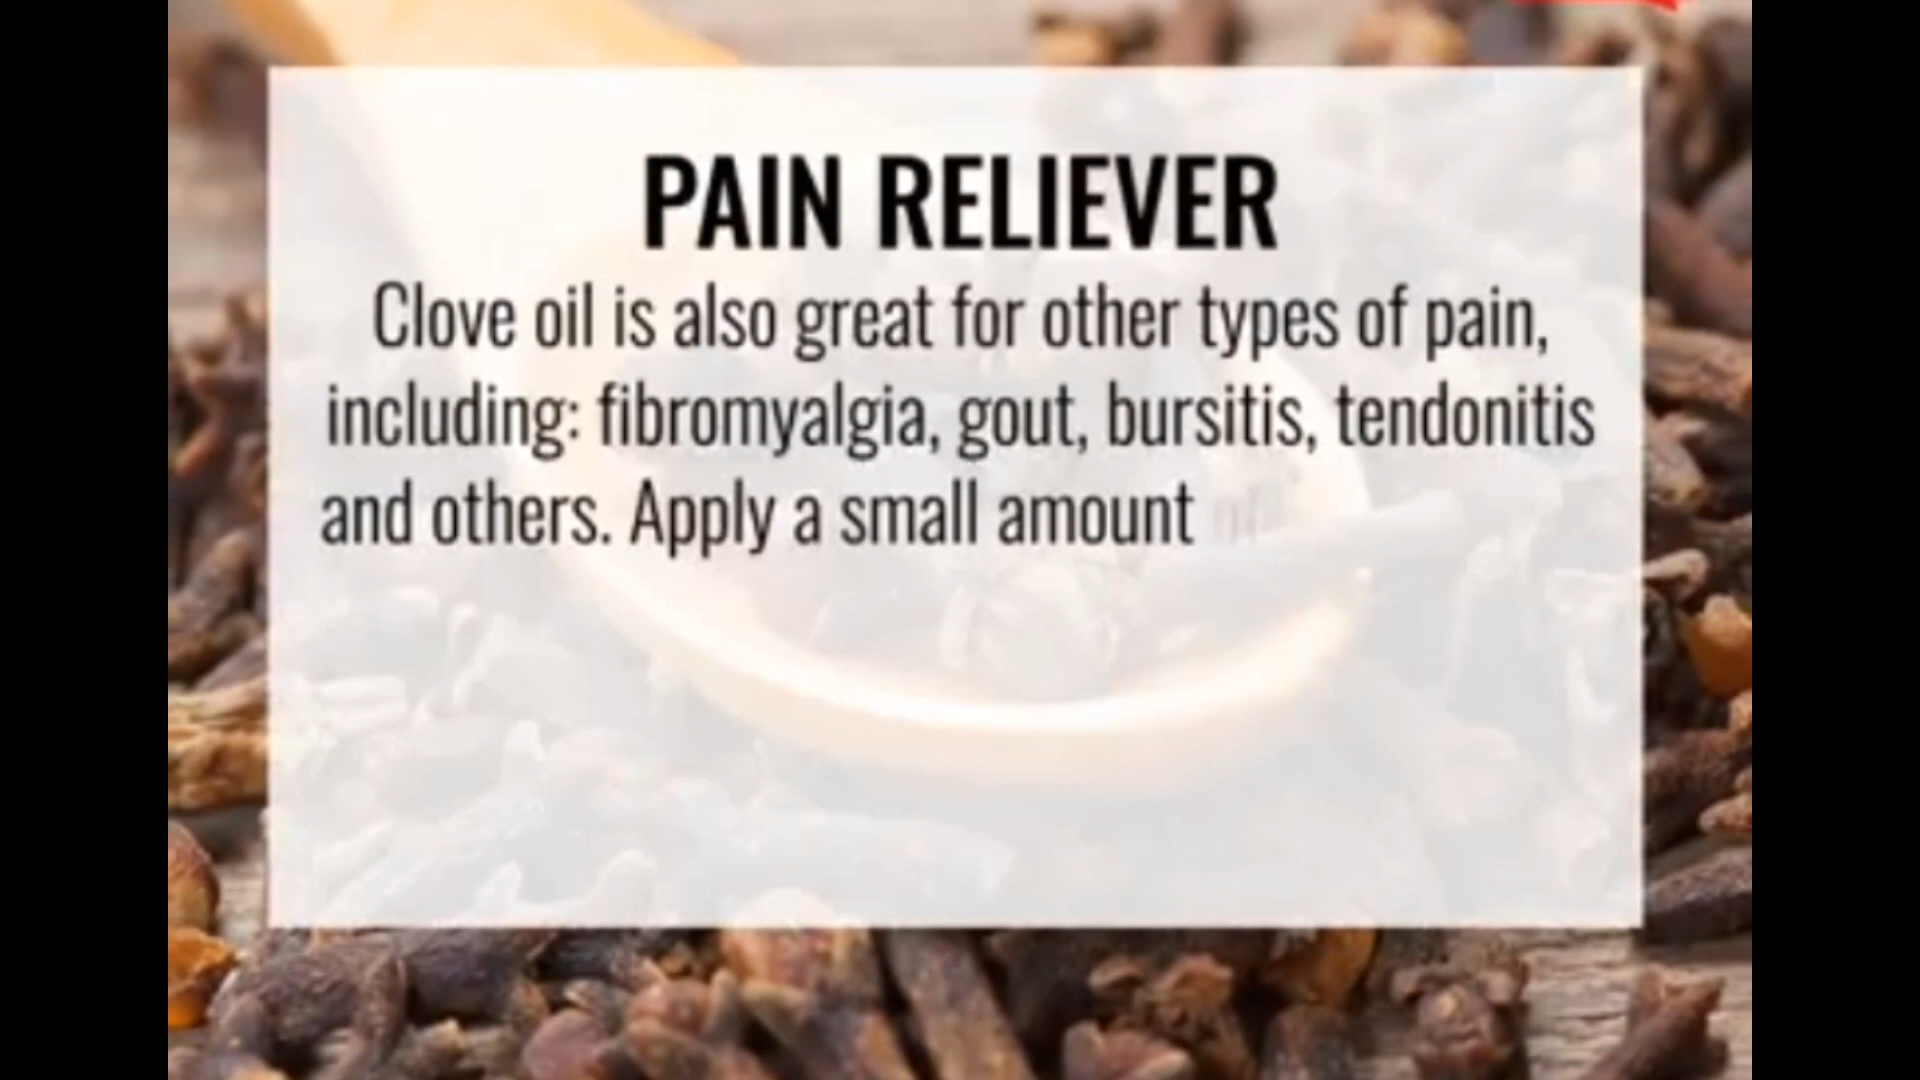 PAIN RELIEVER
Clove oil is also great for other types of pain,
including: fibromyalgia, gout, bursitis, tendonitis
and others. Apply a small amount